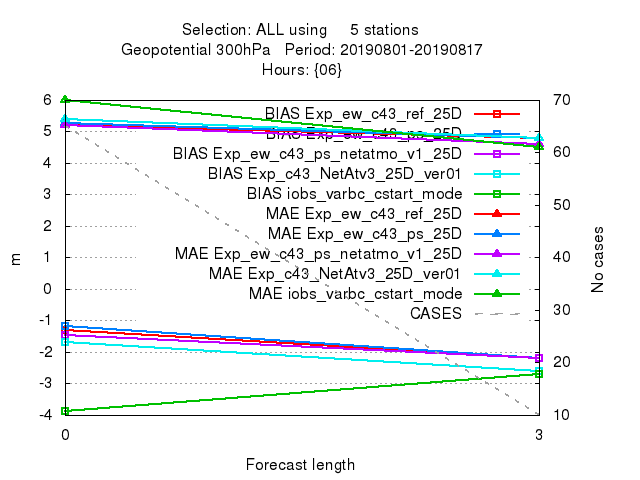 Selection: ALL using 5 stations
Geopotential 300hPa Period: 20190801-20190817
Hours: {06}
6
5
4
3
2
1
0
-1
-2
-3
-4
m
BIAS Exp_ew_c43_ref_25D
BIAS Exp_ew_c43_ps_25D
BIAS Exp_ew_c43_ps_netatmo_v1_25D
BIAS Exp_c43_NetAtv3_25D_ver01
BIAS iobs_varbc_cstart_mode
MAE Exp_ew_c43_ref_25D
MAE Exp_ew_c43_ps_25D
MAE Exp_ew_c43_ps_netatmo_v1_25D
MAE Exp_c43_NetAtv3_25D_ver01
MAE iobs_varbc_cstart_mode
CASES
70
60
50
40
30
20
10
No cases
0 3
Forecast length